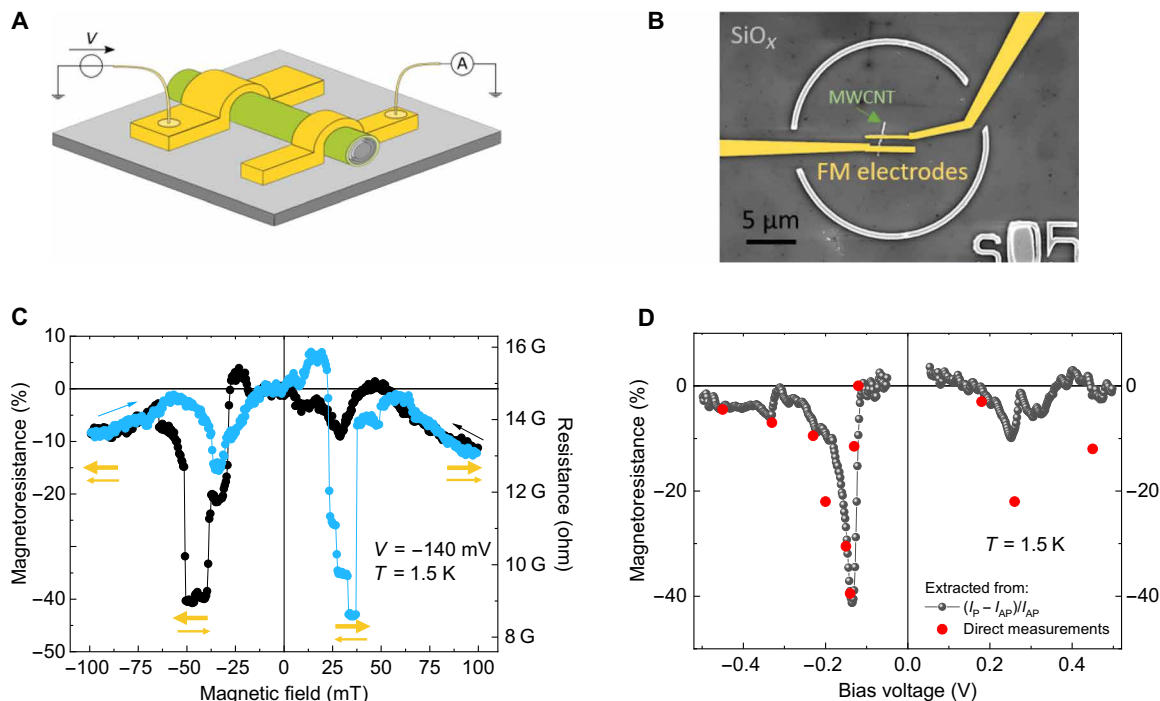 A
V
A
B
SiOx
MWCNT
FM electrodes
5 µm
s05
C
Magnetoresistance (%)
10
0
−10
−20
−30
−40
−50
16 G
14 G
12 G
10 G
8 G
Resistance (ohm)
V = −140 mV
T = 1.5 K
−100 −75 −50 −25 0 25 50 75 100
Magnetic field (mT)
D
Magnetoresistance (%)
10
0
−20
−40
0
−20
−40
T = 1.5 K
Extracted from:
(IP − IAP)/IAP
Direct measurements
−0.4 −0.2 0.0 0.2 0.4
Bias voltage (V)